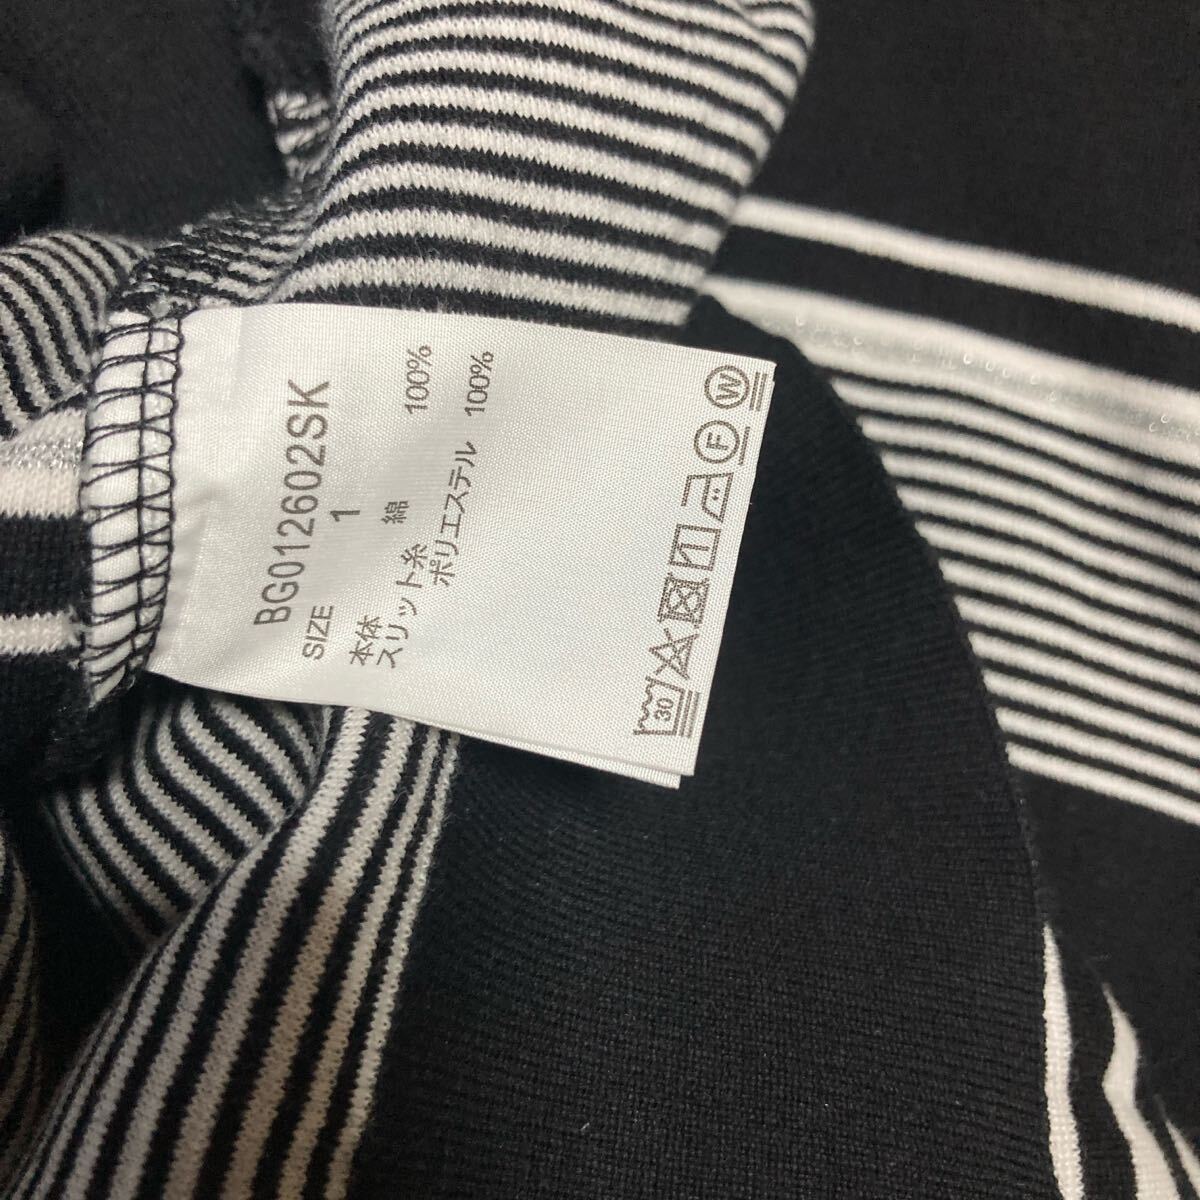 BG012602SK
SIZE 1
本体 綿 100%
スリット糸
ポリエステル 100%
30
F
W